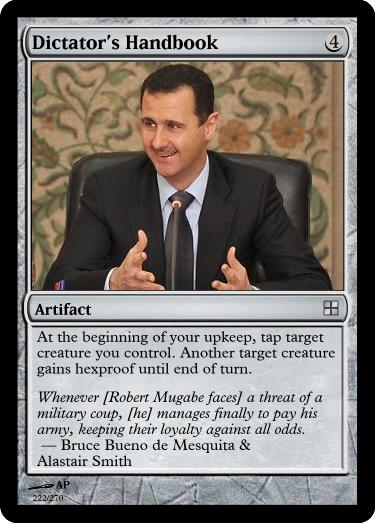 Dictator's Handbook 4
Artifact
At the beginning of your upkeep, tap target
creature you control. Another target creature
gains hexproof until end of turn.
Whenever [Robert Mugabe faces] a threat of a
military coup, [he] manages finally to pay his
army, keeping their loyalty against all odds.
— Bruce Bueno de Mesquita &
Alastair Smith
AP
222/270